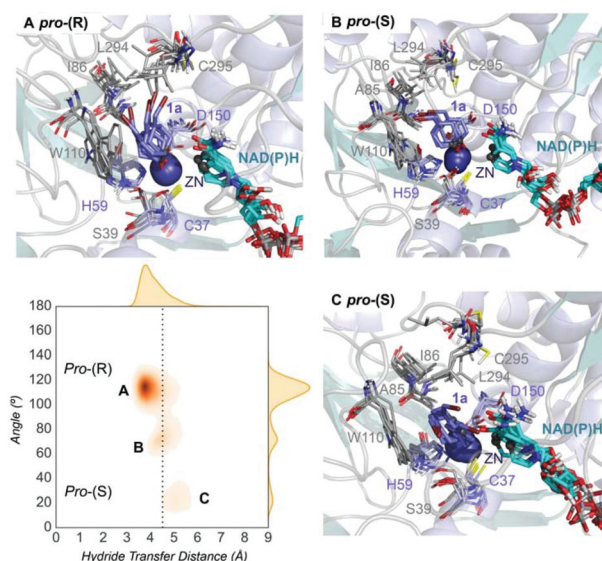 A pro-(R)
L294
I86
C295
1a
D150
NAD(P)H
W110
ZN
H59
S39
C37
B pro-(S)
L294
I86
C295
A85
1a
D150
NAD(P)H
W110
ZN
H59
S39
C37
180
160
140
120
100
80
60
40
20
0
Angle (º)
Pro-(R)
A
B
Pro-(S)
C
0 1 2 3 4 5 6 7 8 9
Hydride Transfer Distance (Å)
C pro-(S)
I86
C295
L294
A85
1a
D150
W110
NAD(P)H
ZN
H59
C37
S39